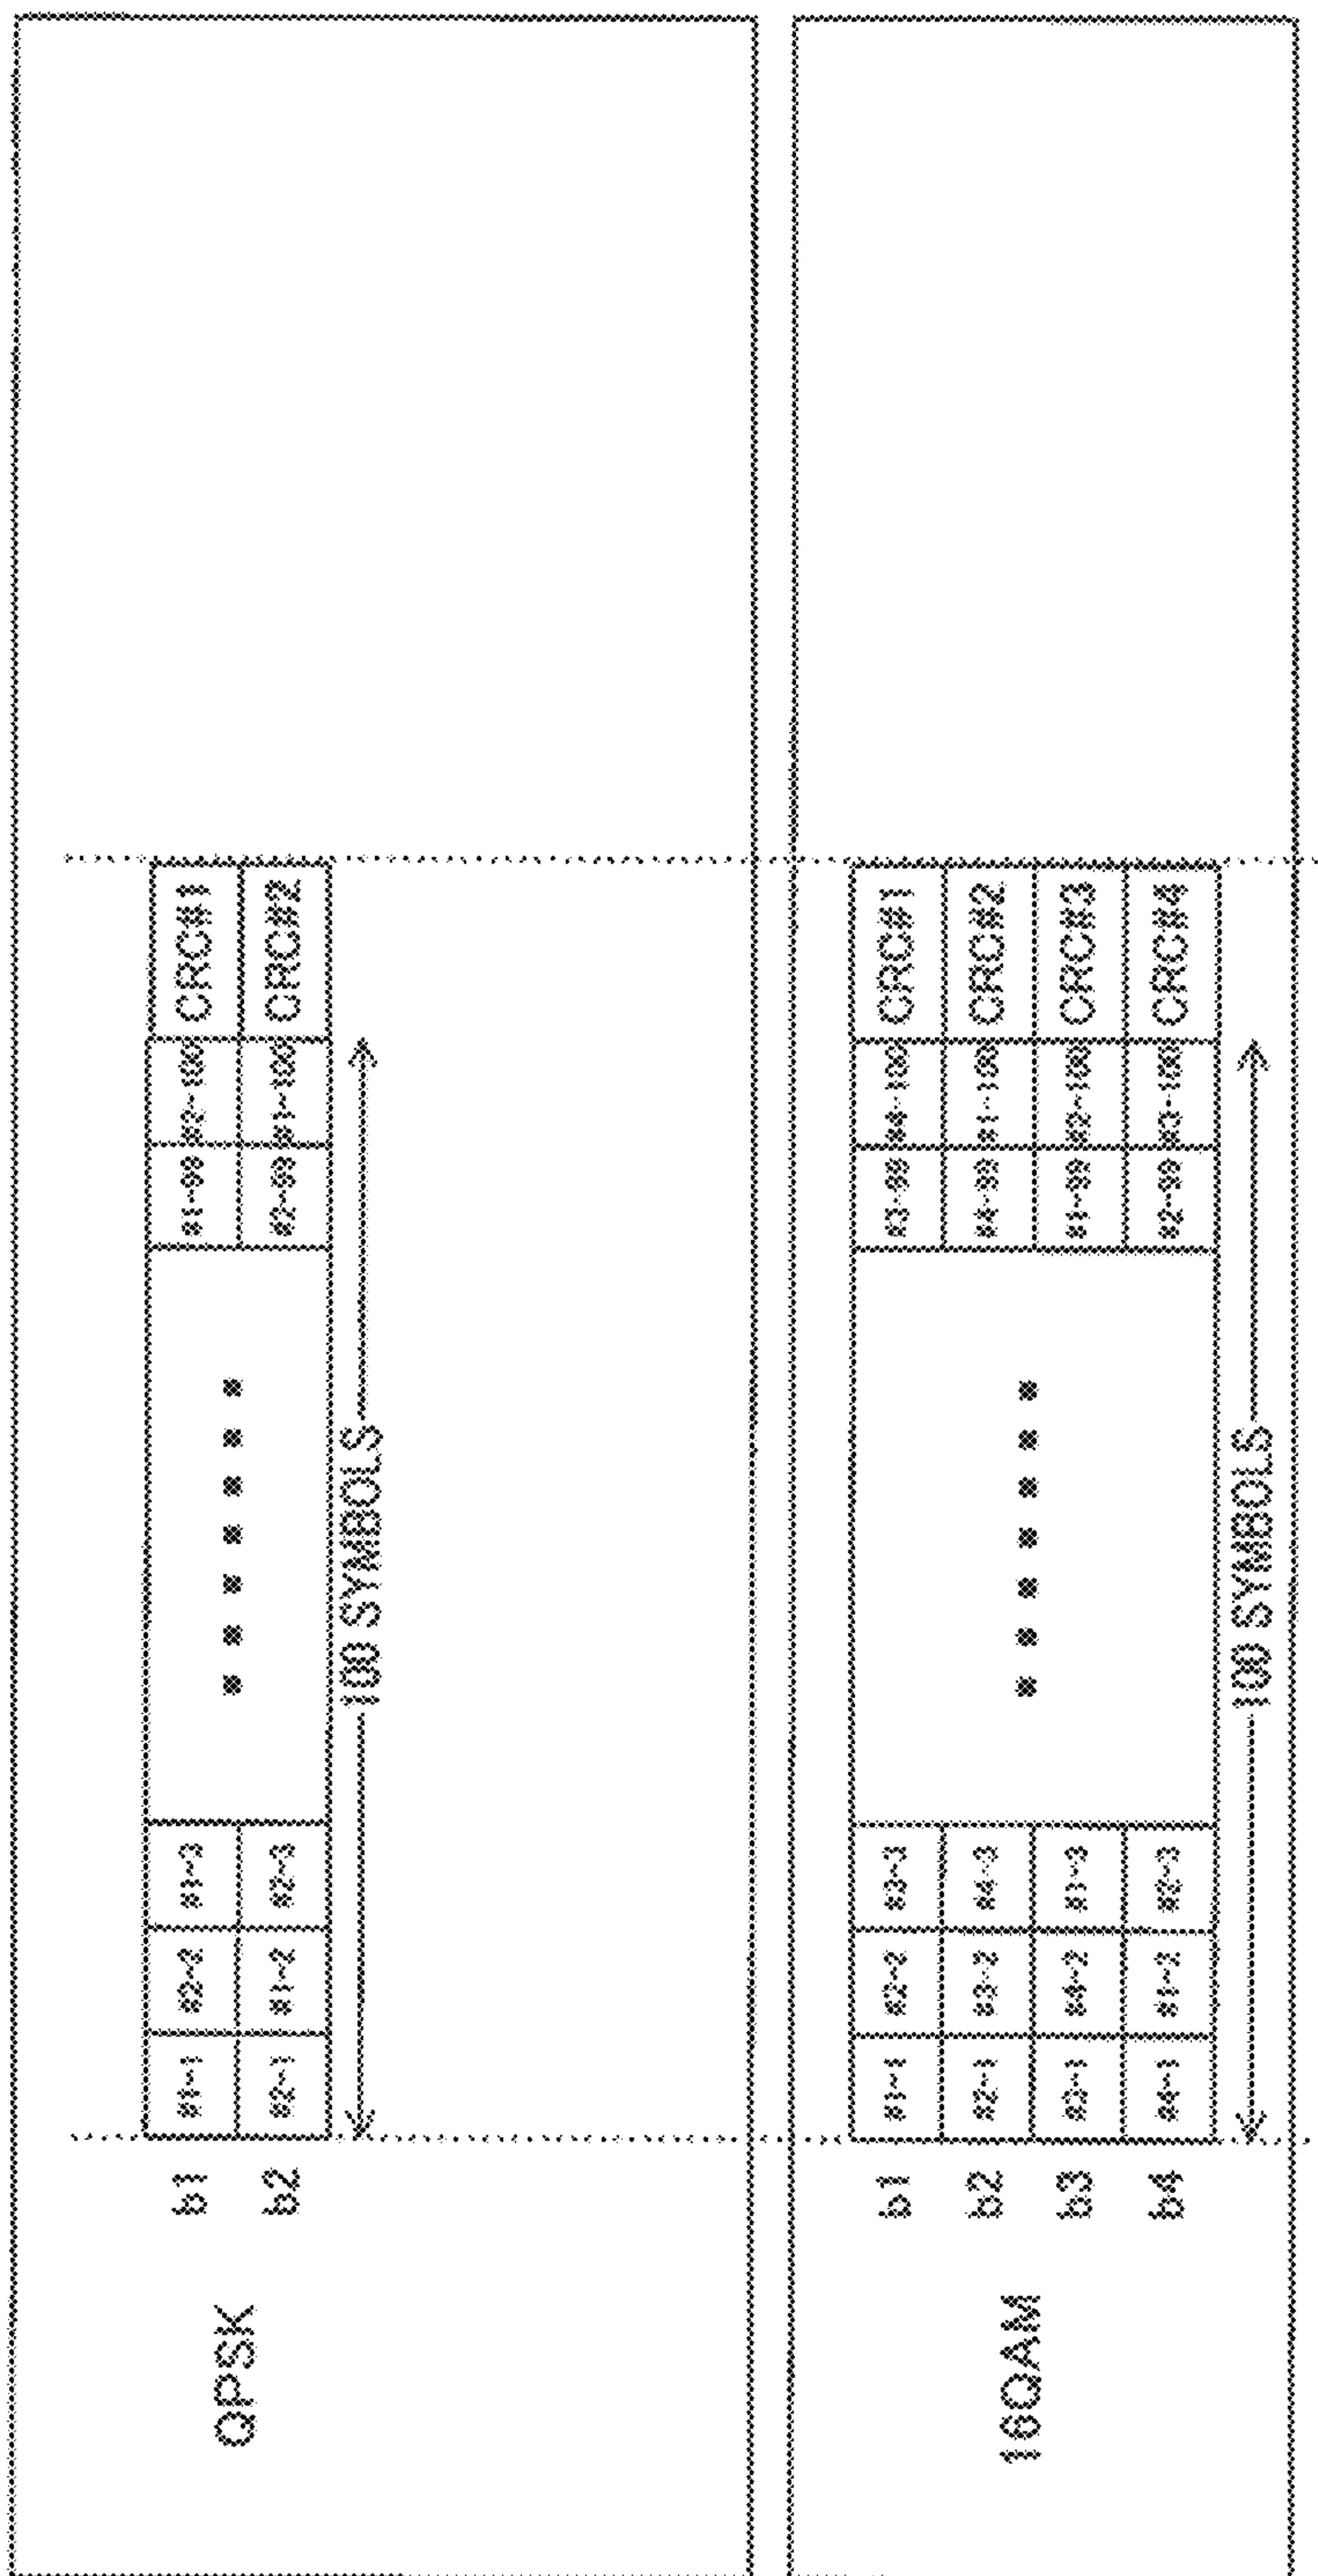 QPSK
b1 #1-1 #2-2 #1-3 #1-99 #2-100 CRC#1
b2 #2-1 #1-2 #2-3 #2-99 #1-100 CRC#2
100 SYMBOLS
16QAM
b1 #1-1 #2-2 #3-3 #3-99 #4-100 CRC#1
b2 #2-1 #3-2 #4-3 #4-99 #1-100 CRC#2
b3 #3-1 #4-2 #1-3 #1-99 #2-100 CRC#3
b4 #4-1 #1-2 #2-3 #2-99 #3-100 CRC#4
100 SYMBOLS